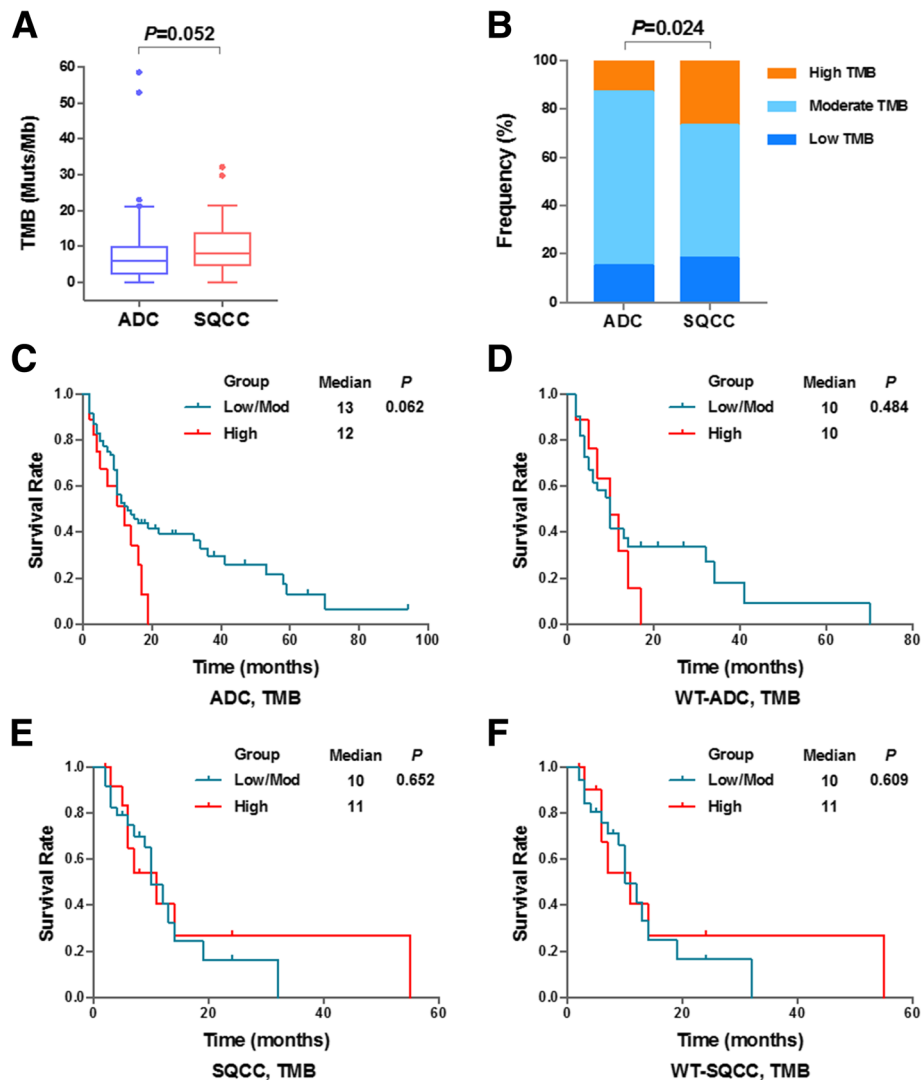 A
P=0.052
TMB (Muts/Mb)
60
50
40
30
20
10
0
ADC SQCC
B
P=0.024
Frequency (%)
100
80
60
40
20
0
ADC SQCC
High TMB
Moderate TMB
Low TMB
C
Group Median P
Low/Mod 13 0.062
High 12
Survival Rate
1.0
0.8
0.6
0.4
0.2
0.0
0 20 40 60 80 100
Time (months)
ADC, TMB
D
Group Median P
Low/Mod 10 0.484
High 10
Survival Rate
1.0
0.8
0.6
0.4
0.2
0.0
0 20 40 60 80
Time (months)
WT-ADC, TMB
E
Group Median P
Low/Mod 10 0.652
High 11
Survival Rate
1.0
0.8
0.6
0.4
0.2
0.0
0 20 40 60
Time (months)
SQCC, TMB
F
Group Median P
Low/Mod 10 0.609
High 11
Survival Rate
1.0
0.8
0.6
0.4
0.2
0.0
0 20 40 60
Time (months)
WT-SQCC, TMB